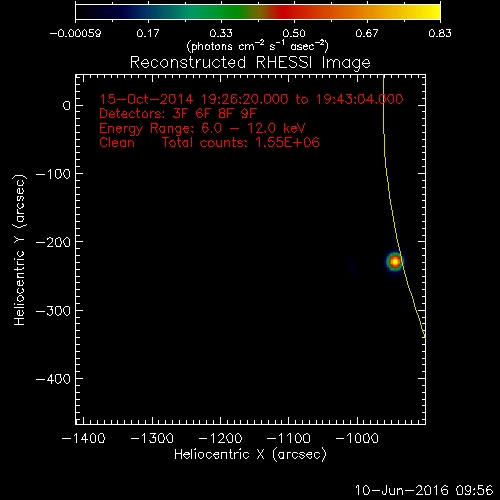 -0.00059 0.17 0.33 0.50 0.67 0.83
(photons cm⁻² s⁻¹ asec⁻²)
Reconstructed RHESSI Image
15-Oct-2014 19:26:20.000 to 19:43:04.000
Detectors: 3F 6F 8F 9F
Energy Range: 6.0 - 12.0 keV
Clean Total counts: 1.55E+06
0
-100
-200
-300
-400
Heliocentric Y (arcsec)
-1400 -1300 -1200 -1100 -1000
Heliocentric X (arcsec)
10-Jun-2016 09:56